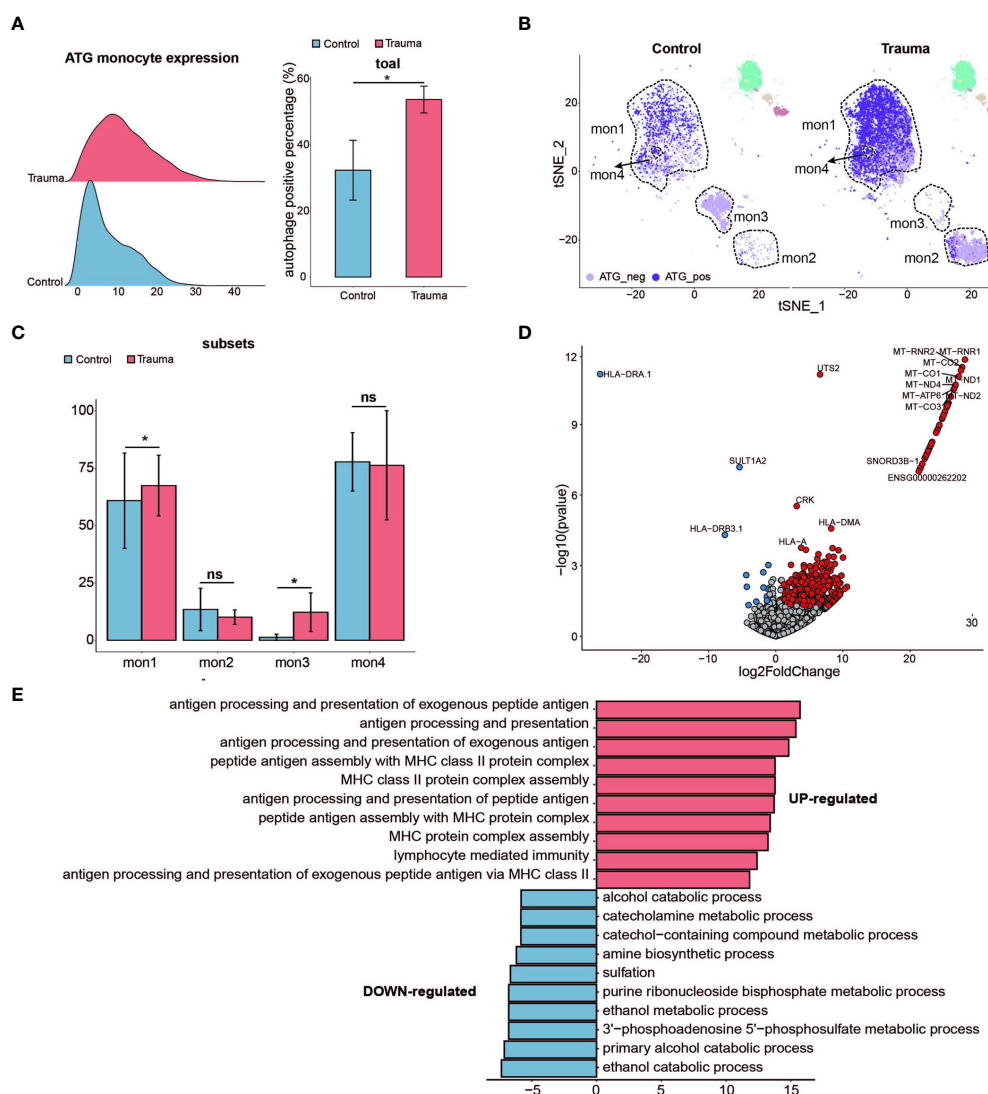 A
ATG monocyte expression
Trauma
Control
0 10 20 30 40
Control Trauma
toal
*
autophage positive percentage (%)
60
40
20
0
Control Trauma
B
Control Trauma
mon1
mon4
mon3
mon2
mon1
mon4
mon3
mon2
ATG_neg ATG_pos
tSNE_2
20
0
−20
−20 0 20 −20 0 20
tSNE_1
C
subsets
Control Trauma
100
75
50
25
0
*
ns
*
ns
mon1 mon2 mon3 mon4
D
−log10(pvalue)
12
9
6
3
0
HLA-DRA.1
UTS2
MT-RNR2 MT-RNR1
MT-CO2
MT-CO1 MT-ND1
MT-ND4
MT-ATP6 MT-ND2
MT-CO3
SULT1A2
SNORD3B-1
ENSG00000262202
CRK
HLA-DRB3.1
HLA-DMA
HLA-A
30
−20 −10 0 10 20
log2FoldChange
E
antigen processing and presentation of exogenous peptide antigen
antigen processing and presentation
antigen processing and presentation of exogenous antigen
peptide antigen assembly with MHC class II protein complex
MHC class II protein complex assembly
antigen processing and presentation of peptide antigen
peptide antigen assembly with MHC protein complex
MHC protein complex assembly
lymphocyte mediated immunity
antigen processing and presentation of exogenous peptide antigen via MHC class II
UP-regulated
alcohol catabolic process
catecholamine metabolic process
catechol−containing compound metabolic process
amine biosynthetic process
sulfation
purine ribonucleoside bisphosphate metabolic process
ethanol metabolic process
3'−phosphoadenosine 5'−phosphosulfate metabolic process
primary alcohol catabolic process
ethanol catabolic process
DOWN-regulated
−5 0 5 10 15